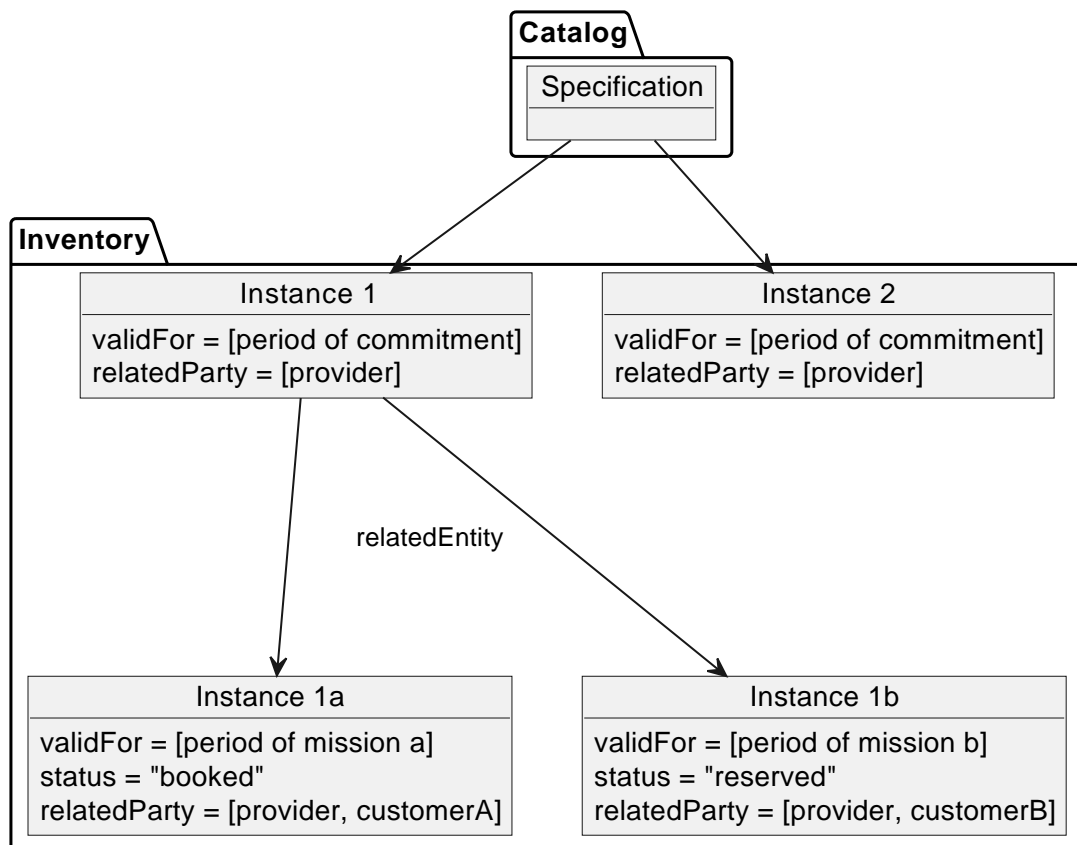 Catalog
Specification
Inventory
Instance 1
validFor = [period of commitment]
relatedParty = [provider]
Instance 2
validFor = [period of commitment]
relatedParty = [provider]
relatedEntity
Instance 1a
validFor = [period of mission a]
status = "booked"
relatedParty = [provider, customerA]
Instance 1b
validFor = [period of mission b]
status = "reserved"
relatedParty = [provider, customerB]